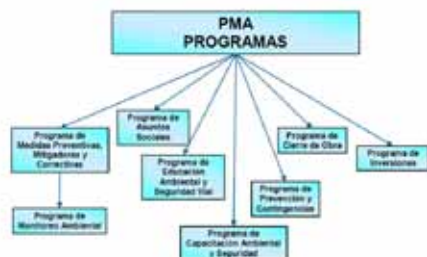 PMA
PROGRAMAS
Programa de
Medidas Preventivas,
Mitigadoras y
Correctivas
Programa de
Asuntos
Sociales
Programa de
Educación
Ambiental y
Seguridad Vial
Programa de
Capacitación Ambiental
y Seguridad
Programa de
Prevención y
Contingencias
Programa de
Cierre de Obra
Programa de
Inversiones
Programa de
Monitoreo Ambiental